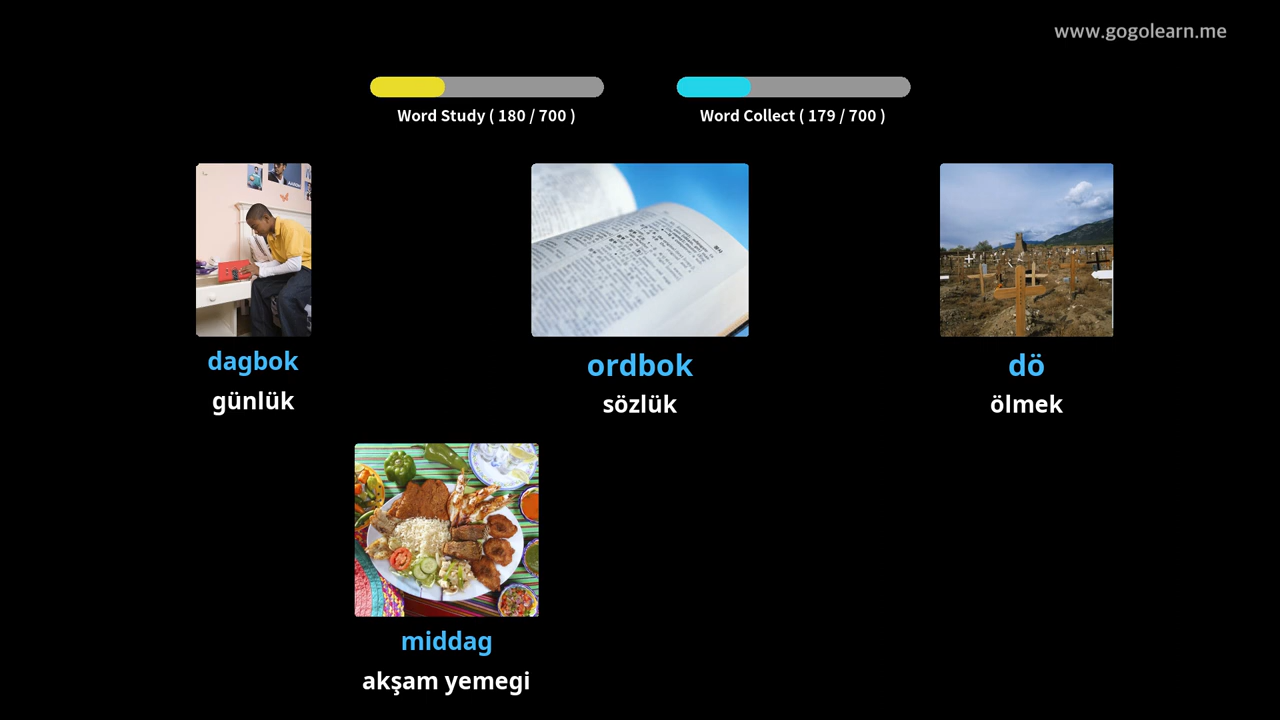 www.gogolearn.me
Word Study ( 180 / 700 )
Word Collect ( 179 / 700 )
dagbok
günlük
ordbok
sözlük
dö
ölmek
middag
akşam yemegi